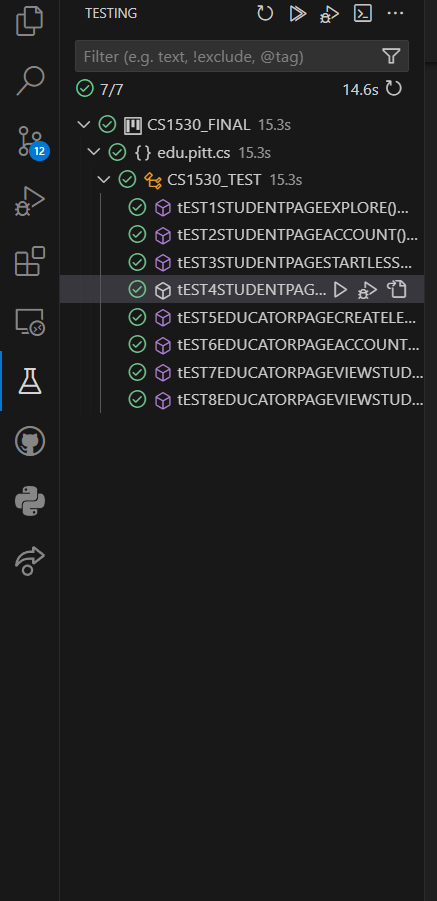 TESTING
Filter (e.g. text, !exclude, @tag)
7/7 14.6s
CS1530_FINAL 15.3s
12
{} edu.pitt.cs 15.3s
CS1530_TEST 15.3s
tEST1STUDENTPAGEEXPLORE()...
tEST2STUDENTPAGEACCOUNT()...
tEST3STUDENTPAGESTARTLESS...
tEST4STUDENTPAG...
tEST5EDUCATORPAGECREATELE...
tEST6EDUCATORPAGEACCOUNT...
tEST7EDUCATORPAGEVIEWSTUD...
tEST8EDUCATORPAGEVIEWSTUD...